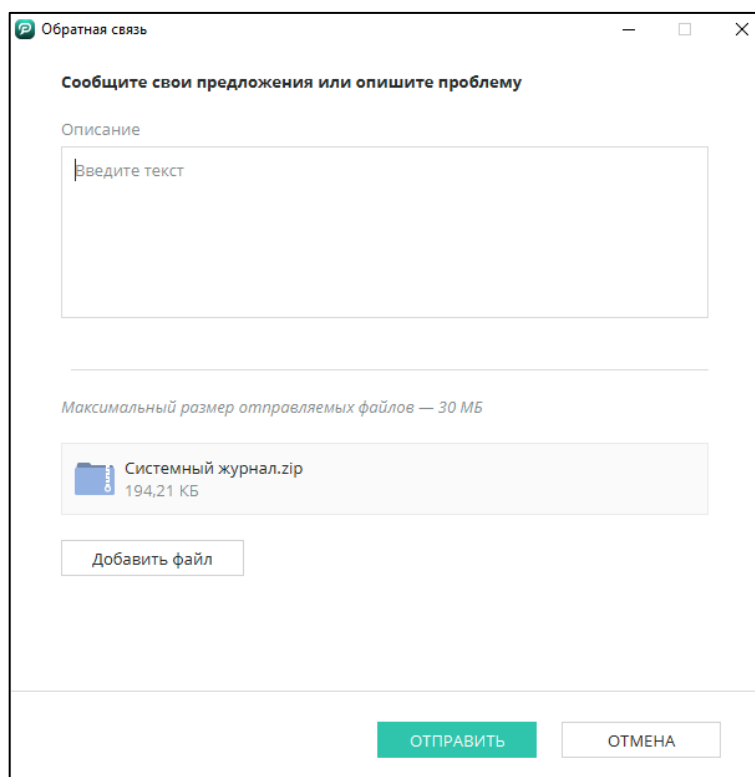 Обратная связь
Сообщите свои предложения или опишите проблему
Описание
Введите текст
Максимальный размер отправляемых файлов — 30 МБ
Системный журнал.zip
194,21 КБ
Добавить файл
ОТПРАВИТЬ ОТМЕНА